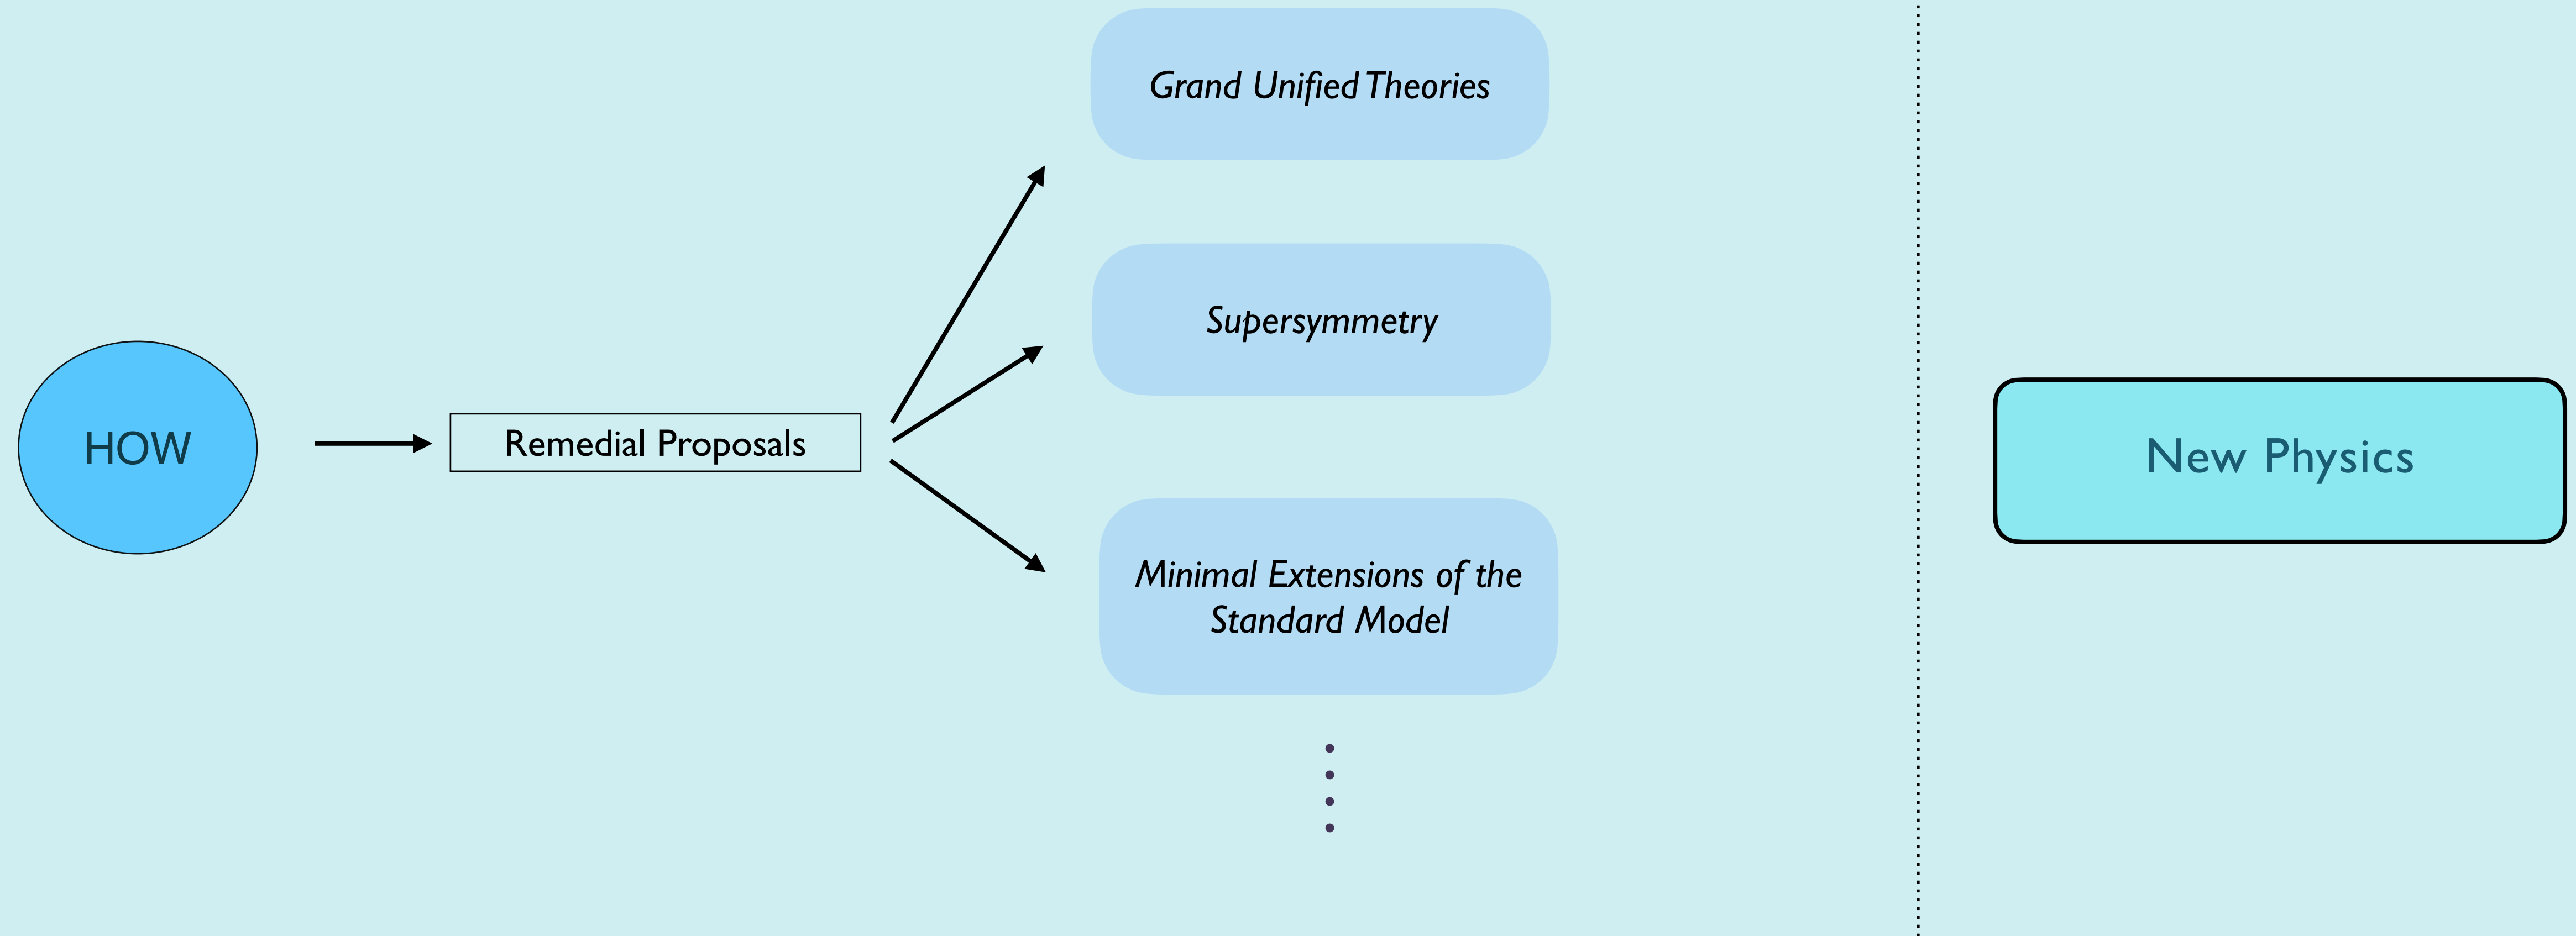 Grand Unified Theories
Supersymmetry
HOW
Remedial Proposals
New Physics
Minimal Extensions of the
Standard Model